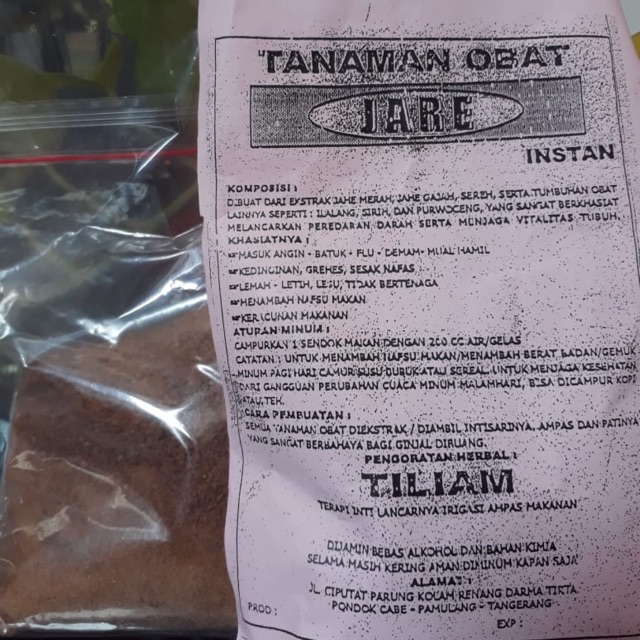 TANAMAN OBAT
JARE
INSTAN
KOMPOSISI :
DIBUAT DARI EKSTRAK JAHE MERAH, JAHE GAJAH, SEREH, SERTA TUMBUHAN OBAT
LAINNYA SEPERTI : ILALANG, SIRIH, DAN PURWOCENG, YANG SANGAT BERKHASIAT
MELANCARKAN PEREDARAN DARAH SERTA MENJAGA VITALITAS TUBUH.
KHASIATNYA :
MASUK ANGIN - BATUK - FLU - DEMAM - MUAL HAMIL
KEDINGINAN, GREHES, SESAK NAFAS
LEMAH - LETIH, LESU, TIDAK BERTENAGA
MENAMBAH NAFSU MAKAN
KERACUNAN MAKANAN
ATURAN MINUM :
CAMPURKAN 1 SENDOK MAKAN DENGAN 200 CC AIR/GELAS
CATATAN : UNTUK MENAMBAH NAFSU MAKAN/MENAMBAH BERAT BADAN/GEMUK
MINUM PAGI HARI CAMUR SUSU BUBUK ATAU SEREAL. UNTUK MENJAGA KESEHATAN
DARI GANGGUAN PERUBAHAN CUACA MINUM MALAMHARI, BISA DICAMPUR KOPI
ATAU TEH.
CARA PEMBUATAN :
SEMUA TANAMAN OBAT DIEKSTRAK / DIAMBIL INTISARINYA. AMPAS DAN PATINYA
YANG SANGAT BERBAHAYA BAGI GINJAL DIBUANG.
PENGOBATAN HERBAL :
TILIAM
TERAPI INTI LANCARNYA IRIGASI AMPAS MAKANAN
DIJAMIN BEBAS ALKOHOL DAN BAHAN KIMIA
SELAMA MASIH KERING AMAN DIMINUM KAPAN SAJA
ALAMAT :
JL. CIPUTAT PARUNG KOLAM RENANG DARMA TIRTA
PONDOK CABE - PAMULANG - TANGERANG
PROD :
EXP :